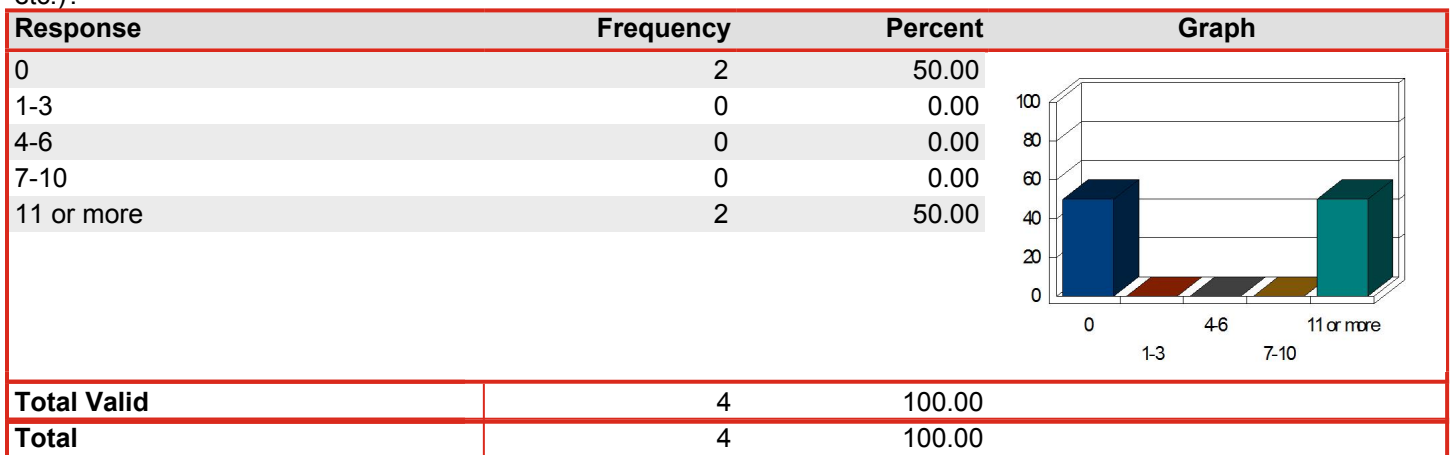 etc.)?
Response Frequency Percent Graph
0 2 50.00
1-3 0 0.00
4-6 0 0.00
7-10 0 0.00
11 or more 2 50.00
100
80
60
40
20
0
0 4-6 11 or more
1-3 7-10
Total Valid 4 100.00
Total 4 100.00